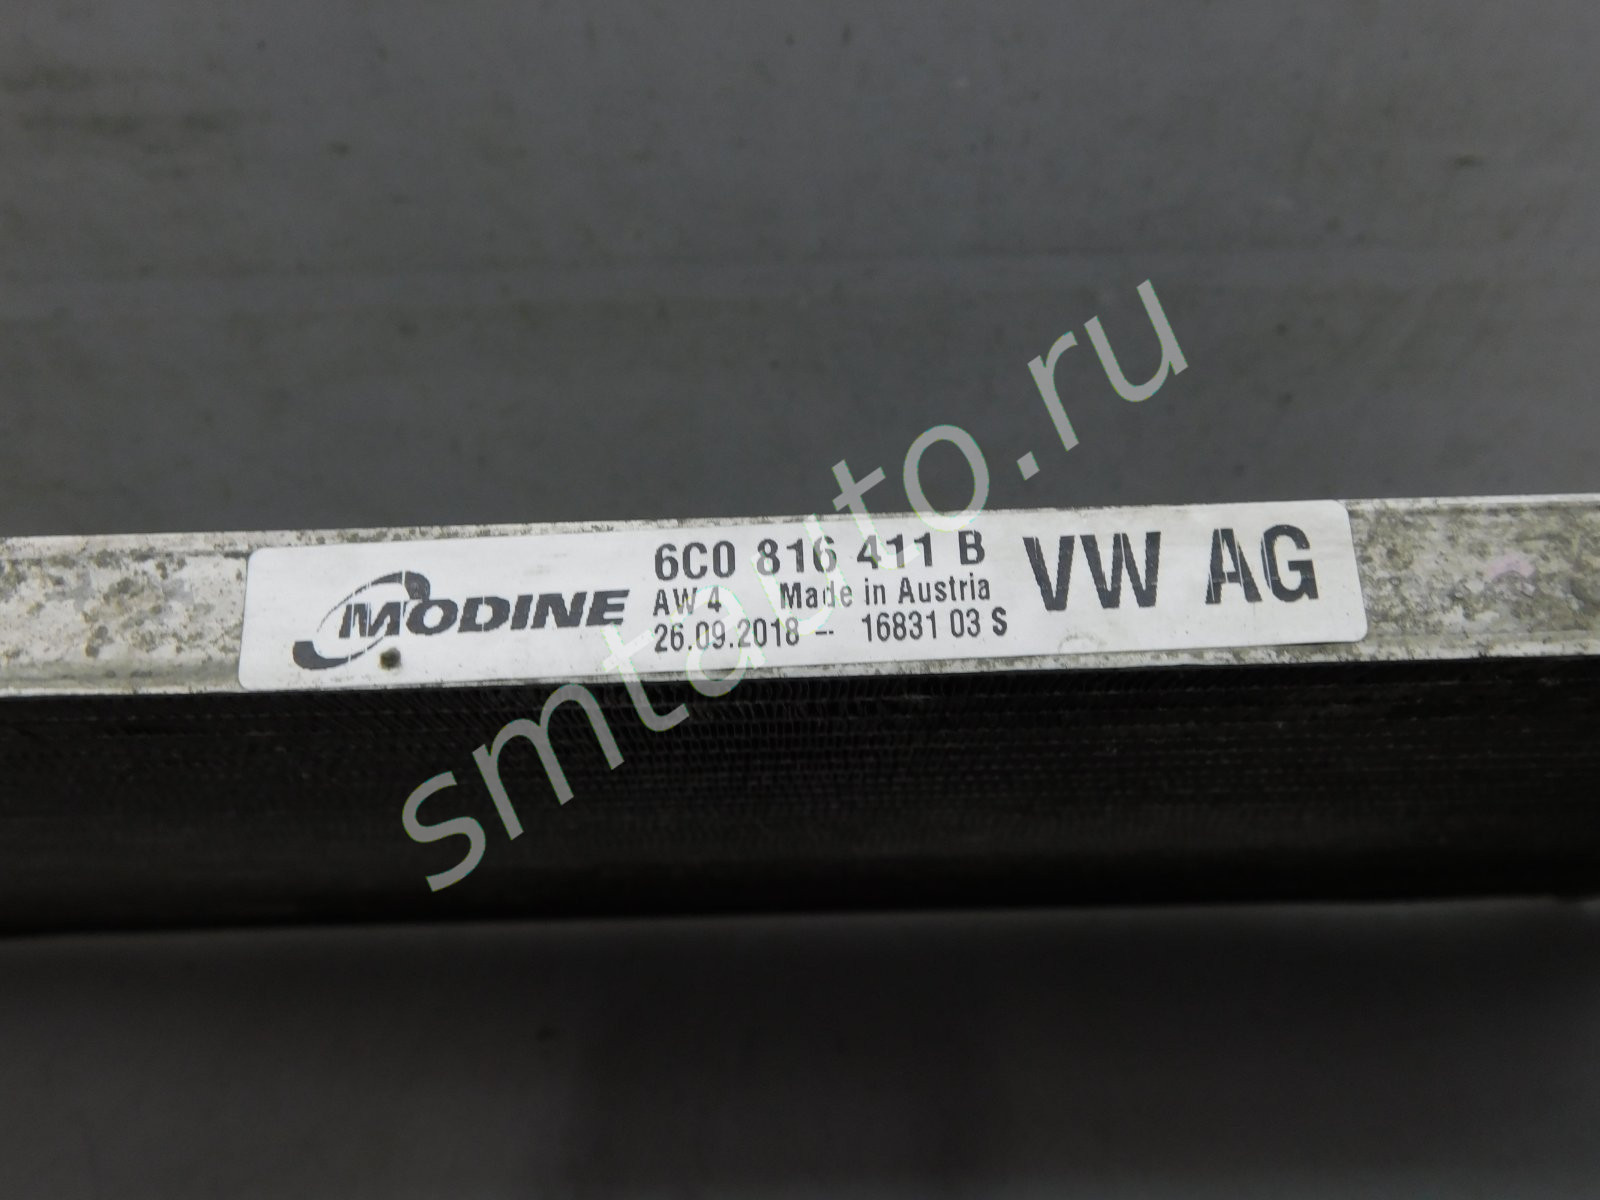 MODINE
6C0 816 411 B
AW 4 Made in Austria
26.09.2018 -- 16831 03 S
VW AG
smtauto.ru